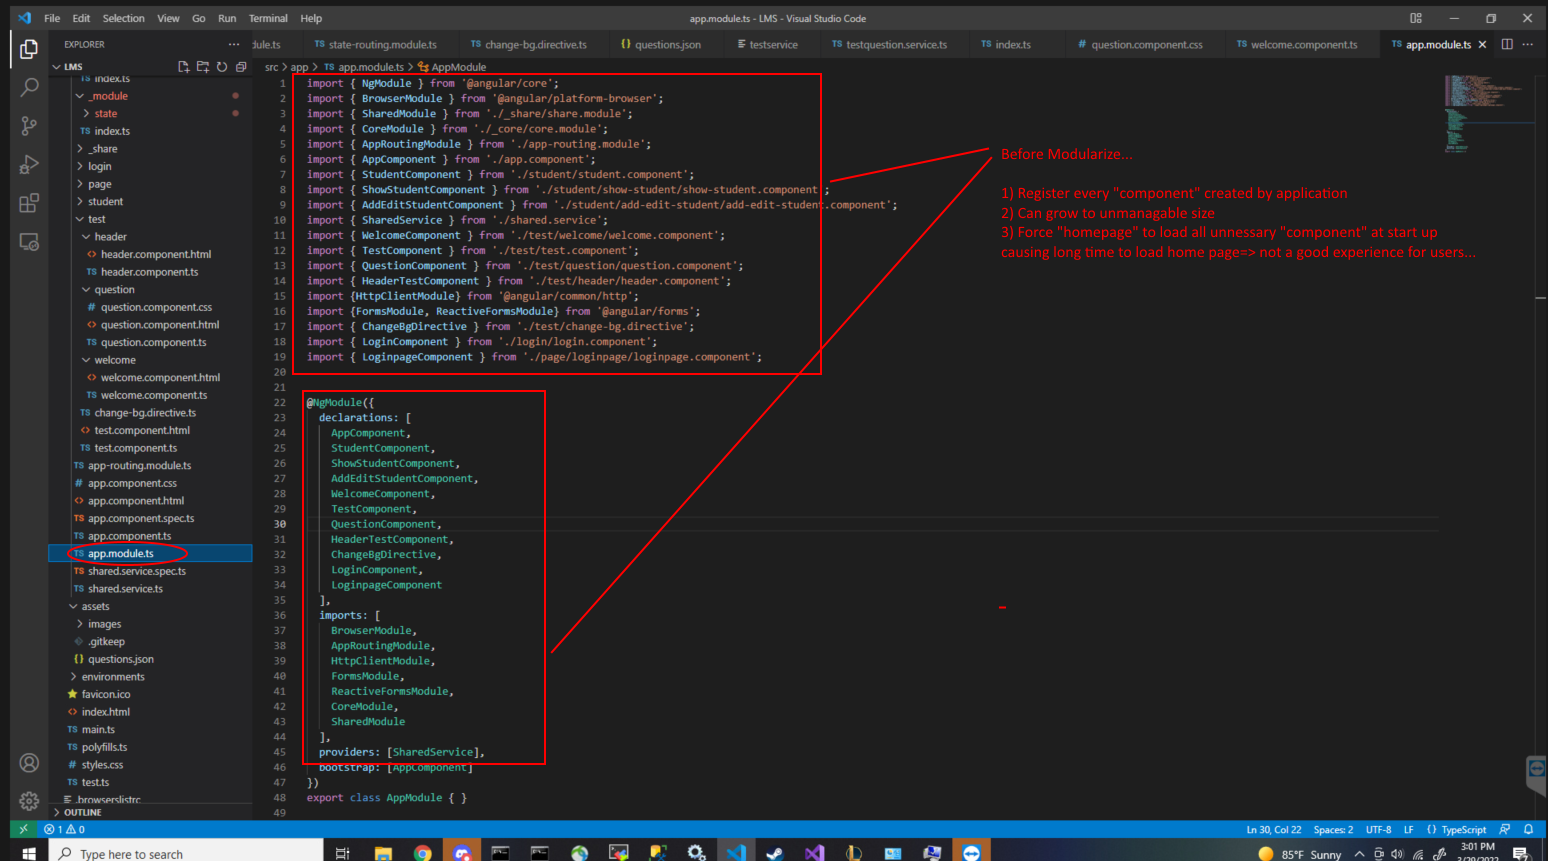 File Edit Selection View Go Run Terminal Help
app.module.ts - LMS - Visual Studio Code
EXPLORER
dule.ts
TS state-routing.module.ts
TS change-bg.directive.ts
{} questions.json
testservice
TS testquestion.service.ts
TS index.ts
# question.component.css
TS welcome.component.ts
TS app.module.ts
LMS
src > app > TS app.module.ts > AppModule
TS index.ts
_module
state
TS index.ts
_share
login
page
student
test
header
<> header.component.html
TS header.component.ts
question
# question.component.css
<> question.component.html
TS question.component.ts
welcome
<> welcome.component.html
TS welcome.component.ts
TS change-bg.directive.ts
<> test.component.html
TS test.component.ts
TS app-routing.module.ts
# app.component.css
<> app.component.html
TS app.component.spec.ts
TS app.component.ts
TS app.module.ts
TS shared.service.spec.ts
TS shared.service.ts
assets
images
.gitkeep
{} questions.json
environments
favicon.ico
<> index.html
TS main.ts
TS polyfills.ts
# styles.css
TS test.ts
.browserslistrc
OUTLINE
1 import { NgModule } from '@angular/core';
2 import { BrowserModule } from '@angular/platform-browser';
3 import { SharedModule } from './_share/share.module';
4 import { CoreModule } from './_core/core.module';
5 import { AppRoutingModule } from './app-routing.module';
6 import { AppComponent } from './app.component';
7 import { StudentComponent } from './student/student.component';
8 import { ShowStudentComponent } from './student/show-student/show-student.component';
9 import { AddEditStudentComponent } from './student/add-edit-student/add-edit-student.component';
10 import { SharedService } from './shared.service';
11 import { WelcomeComponent } from './test/welcome/welcome.component';
12 import { TestComponent } from './test/test.component';
13 import { QuestionComponent } from './test/question/question.component';
14 import { HeaderTestComponent } from './test/header/header.component';
15 import {HttpClientModule} from '@angular/common/http';
16 import {FormsModule, ReactiveFormsModule} from '@angular/forms';
17 import { ChangeBgDirective } from './test/change-bg.directive';
18 import { LoginComponent } from './login/login.component';
19 import { LoginpageComponent } from './page/loginpage/loginpage.component';
20
21
22 @NgModule({
23 declarations: [
24 AppComponent,
25 StudentComponent,
26 ShowStudentComponent,
27 AddEditStudentComponent,
28 WelcomeComponent,
29 TestComponent,
30 QuestionComponent,
31 HeaderTestComponent,
32 ChangeBgDirective,
33 LoginComponent,
34 LoginpageComponent
35 ],
36 imports: [
37 BrowserModule,
38 AppRoutingModule,
39 HttpClientModule,
40 FormsModule,
41 ReactiveFormsModule,
42 CoreModule,
43 SharedModule
44 ],
45 providers: [SharedService],
46 bootstrap: [AppComponent]
47 })
48 export class AppModule { }
49
Before Modularize...
1) Register every "component" created by application
2) Can grow to unmanagable size
3) Force "homepage" to load all unnessary "component" at start up
causing long time to load home page=> not a good experience for users...
1 0
Ln 30, Col 22 Spaces: 2 UTF-8 LF {} TypeScript
Type here to search
85°F Sunny
3:01 PM
3/29/2022